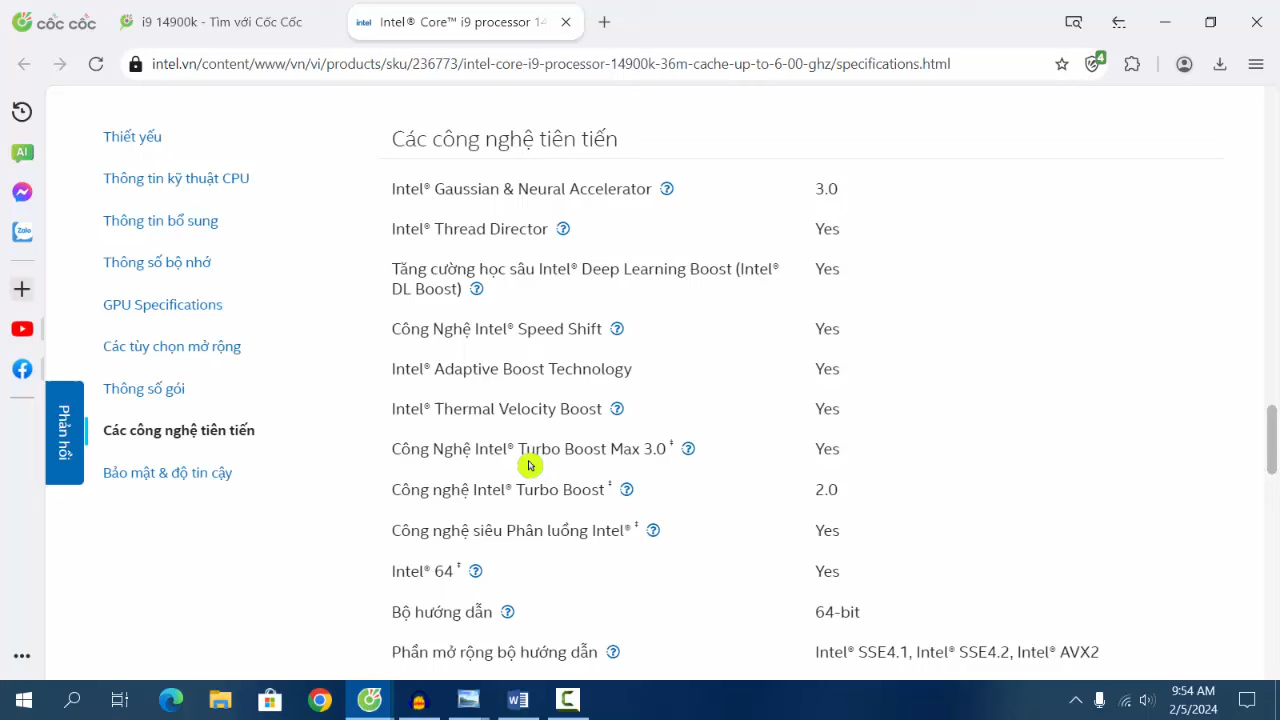 cốc cốc
i9 14900k - Tìm với Cốc Cốc
intel
Intel® Core™ i9 processor 14
intel.vn/content/www/vn/vi/products/sku/236773/intel-core-i9-processor-14900k-36m-cache-up-to-6-00-ghz/specifications.html
4
AI
Zalo
Phản hồi
Thiết yếu
Thông tin kỹ thuật CPU
Thông tin bổ sung
Thông số bộ nhớ
GPU Specifications
Các tùy chọn mở rộng
Thông số gói
Các công nghệ tiên tiến
Bảo mật & độ tin cậy
Các công nghệ tiên tiến
Intel® Gaussian & Neural Accelerator ? 3.0
Intel® Thread Director ? Yes
Tăng cường học sâu Intel® Deep Learning Boost (Intel® Yes
DL Boost) ?
Công Nghệ Intel® Speed Shift ? Yes
Intel® Adaptive Boost Technology Yes
Intel® Thermal Velocity Boost ? Yes
Công Nghệ Intel® Turbo Boost Max 3.0 ‡ ? Yes
Công nghệ Intel® Turbo Boost ‡ ? 2.0
Công nghệ siêu Phân luồng Intel® ‡ ? Yes
Intel® 64 ‡ ? Yes
Bộ hướng dẫn ? 64-bit
Phần mở rộng bộ hướng dẫn ? Intel® SSE4.1, Intel® SSE4.2, Intel® AVX2
9:54 AM
2/5/2024